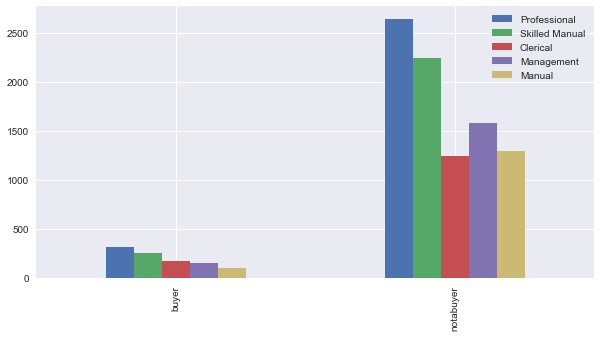 Professional
Skilled Manual
Clerical
Management
Manual
2500
2000
1500
1000
500
0
buyer
notabuyer